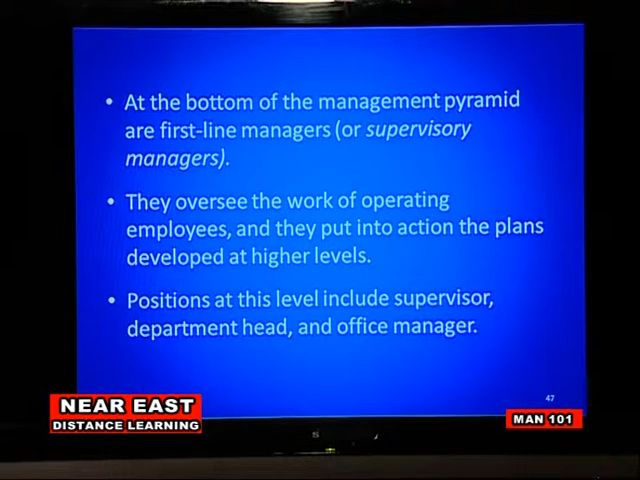 • At the bottom of the management pyramid
are first-line managers (or supervisory
managers).
• They oversee the work of operating
employees, and they put into action the plans
developed at higher levels.
• Positions at this level include supervisor,
department head, and office manager.
47
NEAR EAST
DISTANCE LEARNING
MAN 101